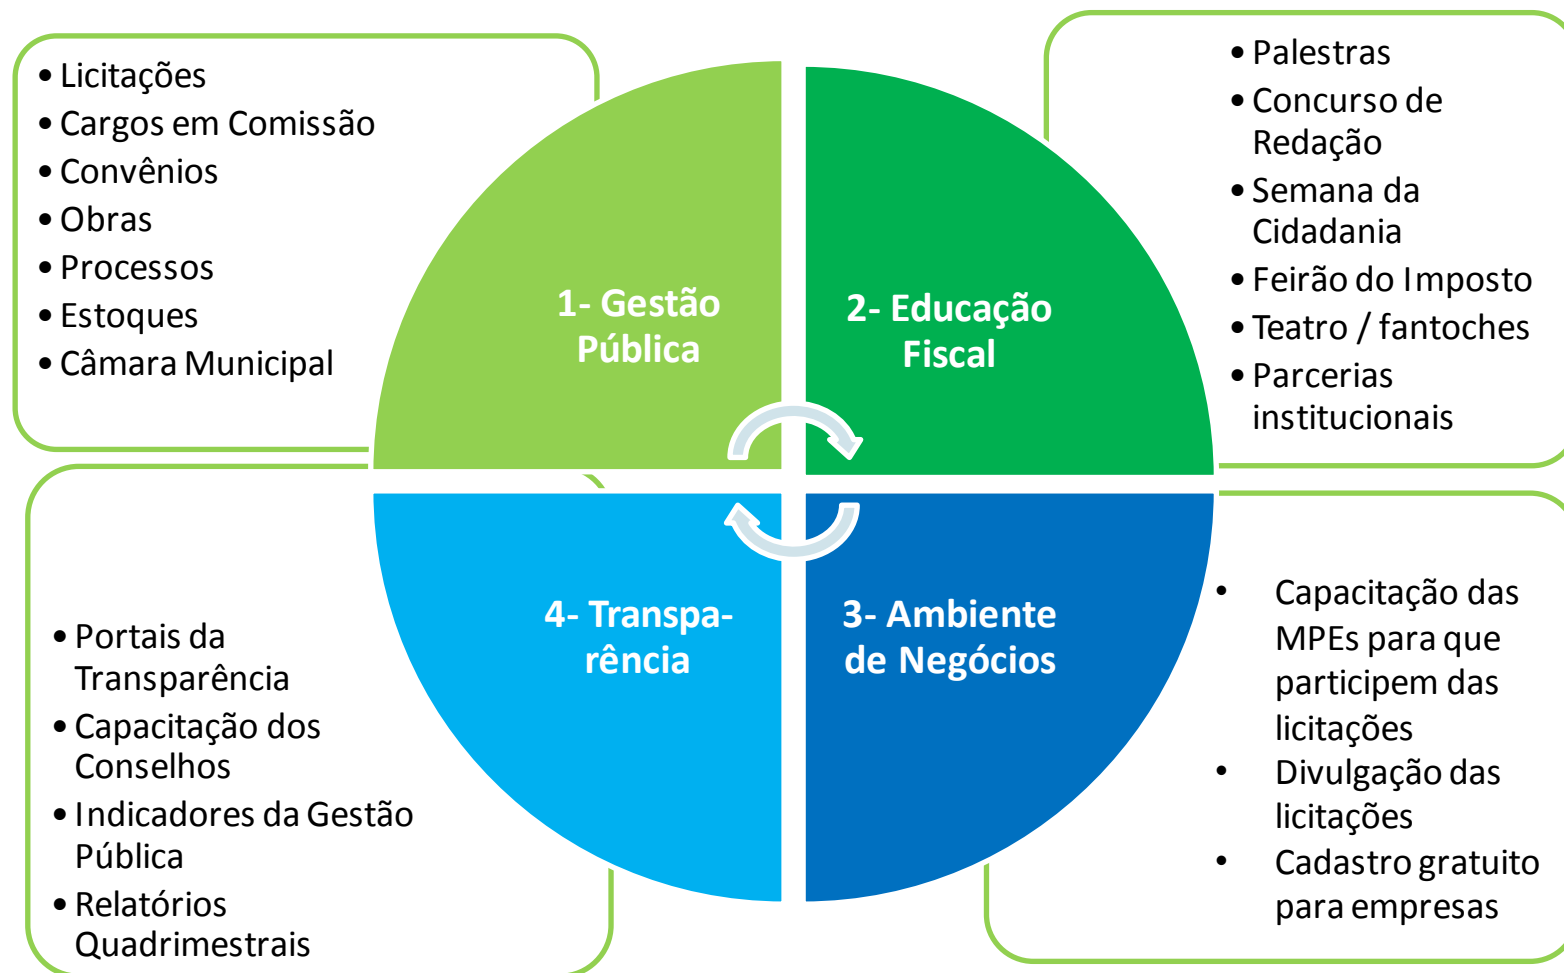 • Licitações
• Cargos em Comissão
• Convênios
• Obras
• Processos
• Estoques
• Câmara Municipal
1- Gestão
Pública
2- Educação
Fiscal
• Palestras
• Concurso de
Redação
• Semana da
Cidadania
• Feirão do Imposto
• Teatro / fantoches
• Parcerias
institucionais
• Portais da
Transparência
• Capacitação dos
Conselhos
• Indicadores da Gestão
Pública
• Relatórios
Quadrimestrais
4- Transpa-
rência
3- Ambiente
de Negócios
• Capacitação das
MPEs para que
participem das
licitações
• Divulgação das
licitações
• Cadastro gratuito
para empresas